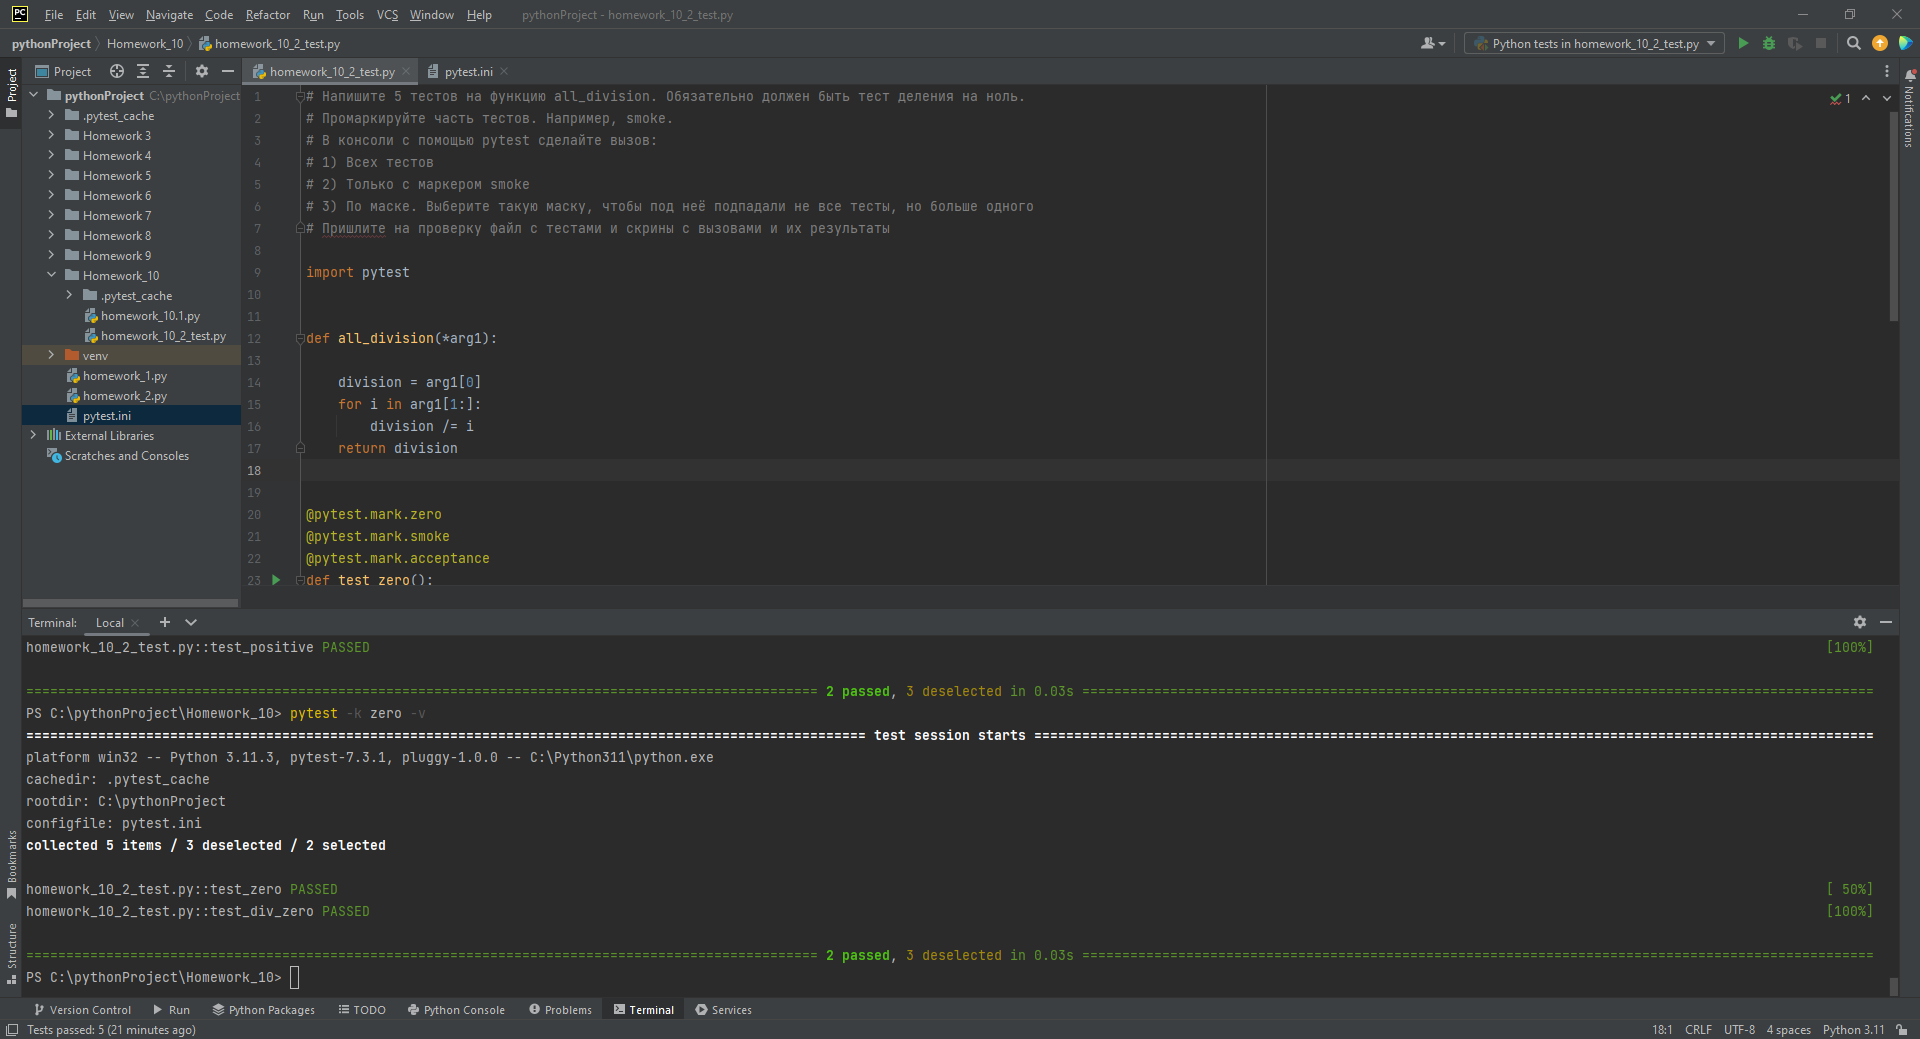 PC File Edit View Navigate Code Refactor Run Tools VCS Window Help pythonProject - homework_10_2_test.py
pythonProject Homework_10 homework_10_2_test.py
Python tests in homework_10_2_test.py
Project
homework_10_2_test.py
pytest.ini
Project
Notifications
pythonProject C:\pythonProject
.pytest_cache
Homework 3
Homework 4
Homework 5
Homework 6
Homework 7
Homework 8
Homework 9
Homework_10
.pytest_cache
homework_10.1.py
homework_10_2_test.py
venv
homework_1.py
homework_2.py
pytest.ini
External Libraries
Scratches and Consoles
1 # Напишите 5 тестов на функцию all_division. Обязательно должен быть тест деления на ноль.
1
2 # Промаркируйте часть тестов. Например, smoke.
3 # В консоли с помощью pytest сделайте вызов:
4 # 1) Всех тестов
5 # 2) Только с маркером smoke
6 # 3) По маске. Выберите такую маску, чтобы под неё подпадали не все тесты, но больше одного
7 # Пришлите на проверку файл с тестами и скрины с вызовами и их результаты
8
9 import pytest
10
11
12 def all_division(*arg1):
13
14 division = arg1[0]
15 for i in arg1[1:]:
16 division /= i
17 return division
18
19
20 @pytest.mark.zero
21 @pytest.mark.smoke
22 @pytest.mark.acceptance
23 def test_zero():
Terminal: Local
homework_10_2_test.py::test_positive PASSED [100%]
=================================================================================================== 2 passed, 3 deselected in 0.03s ===================================================================================================
PS C:\pythonProject\Homework_10> pytest -k zero -v
========================================================================================================= test session starts =========================================================================================================
platform win32 -- Python 3.11.3, pytest-7.3.1, pluggy-1.0.0 -- C:\Python311\python.exe
cachedir: .pytest_cache
rootdir: C:\pythonProject
configfile: pytest.ini
collected 5 items / 3 deselected / 2 selected
homework_10_2_test.py::test_zero PASSED [ 50%]
homework_10_2_test.py::test_div_zero PASSED [100%]
=================================================================================================== 2 passed, 3 deselected in 0.03s ===================================================================================================
PS C:\pythonProject\Homework_10>
Bookmarks
Structure
Version Control Run Python Packages TODO Python Console Problems Terminal Services
Tests passed: 5 (21 minutes ago) 18:1 CRLF UTF-8 4 spaces Python 3.11